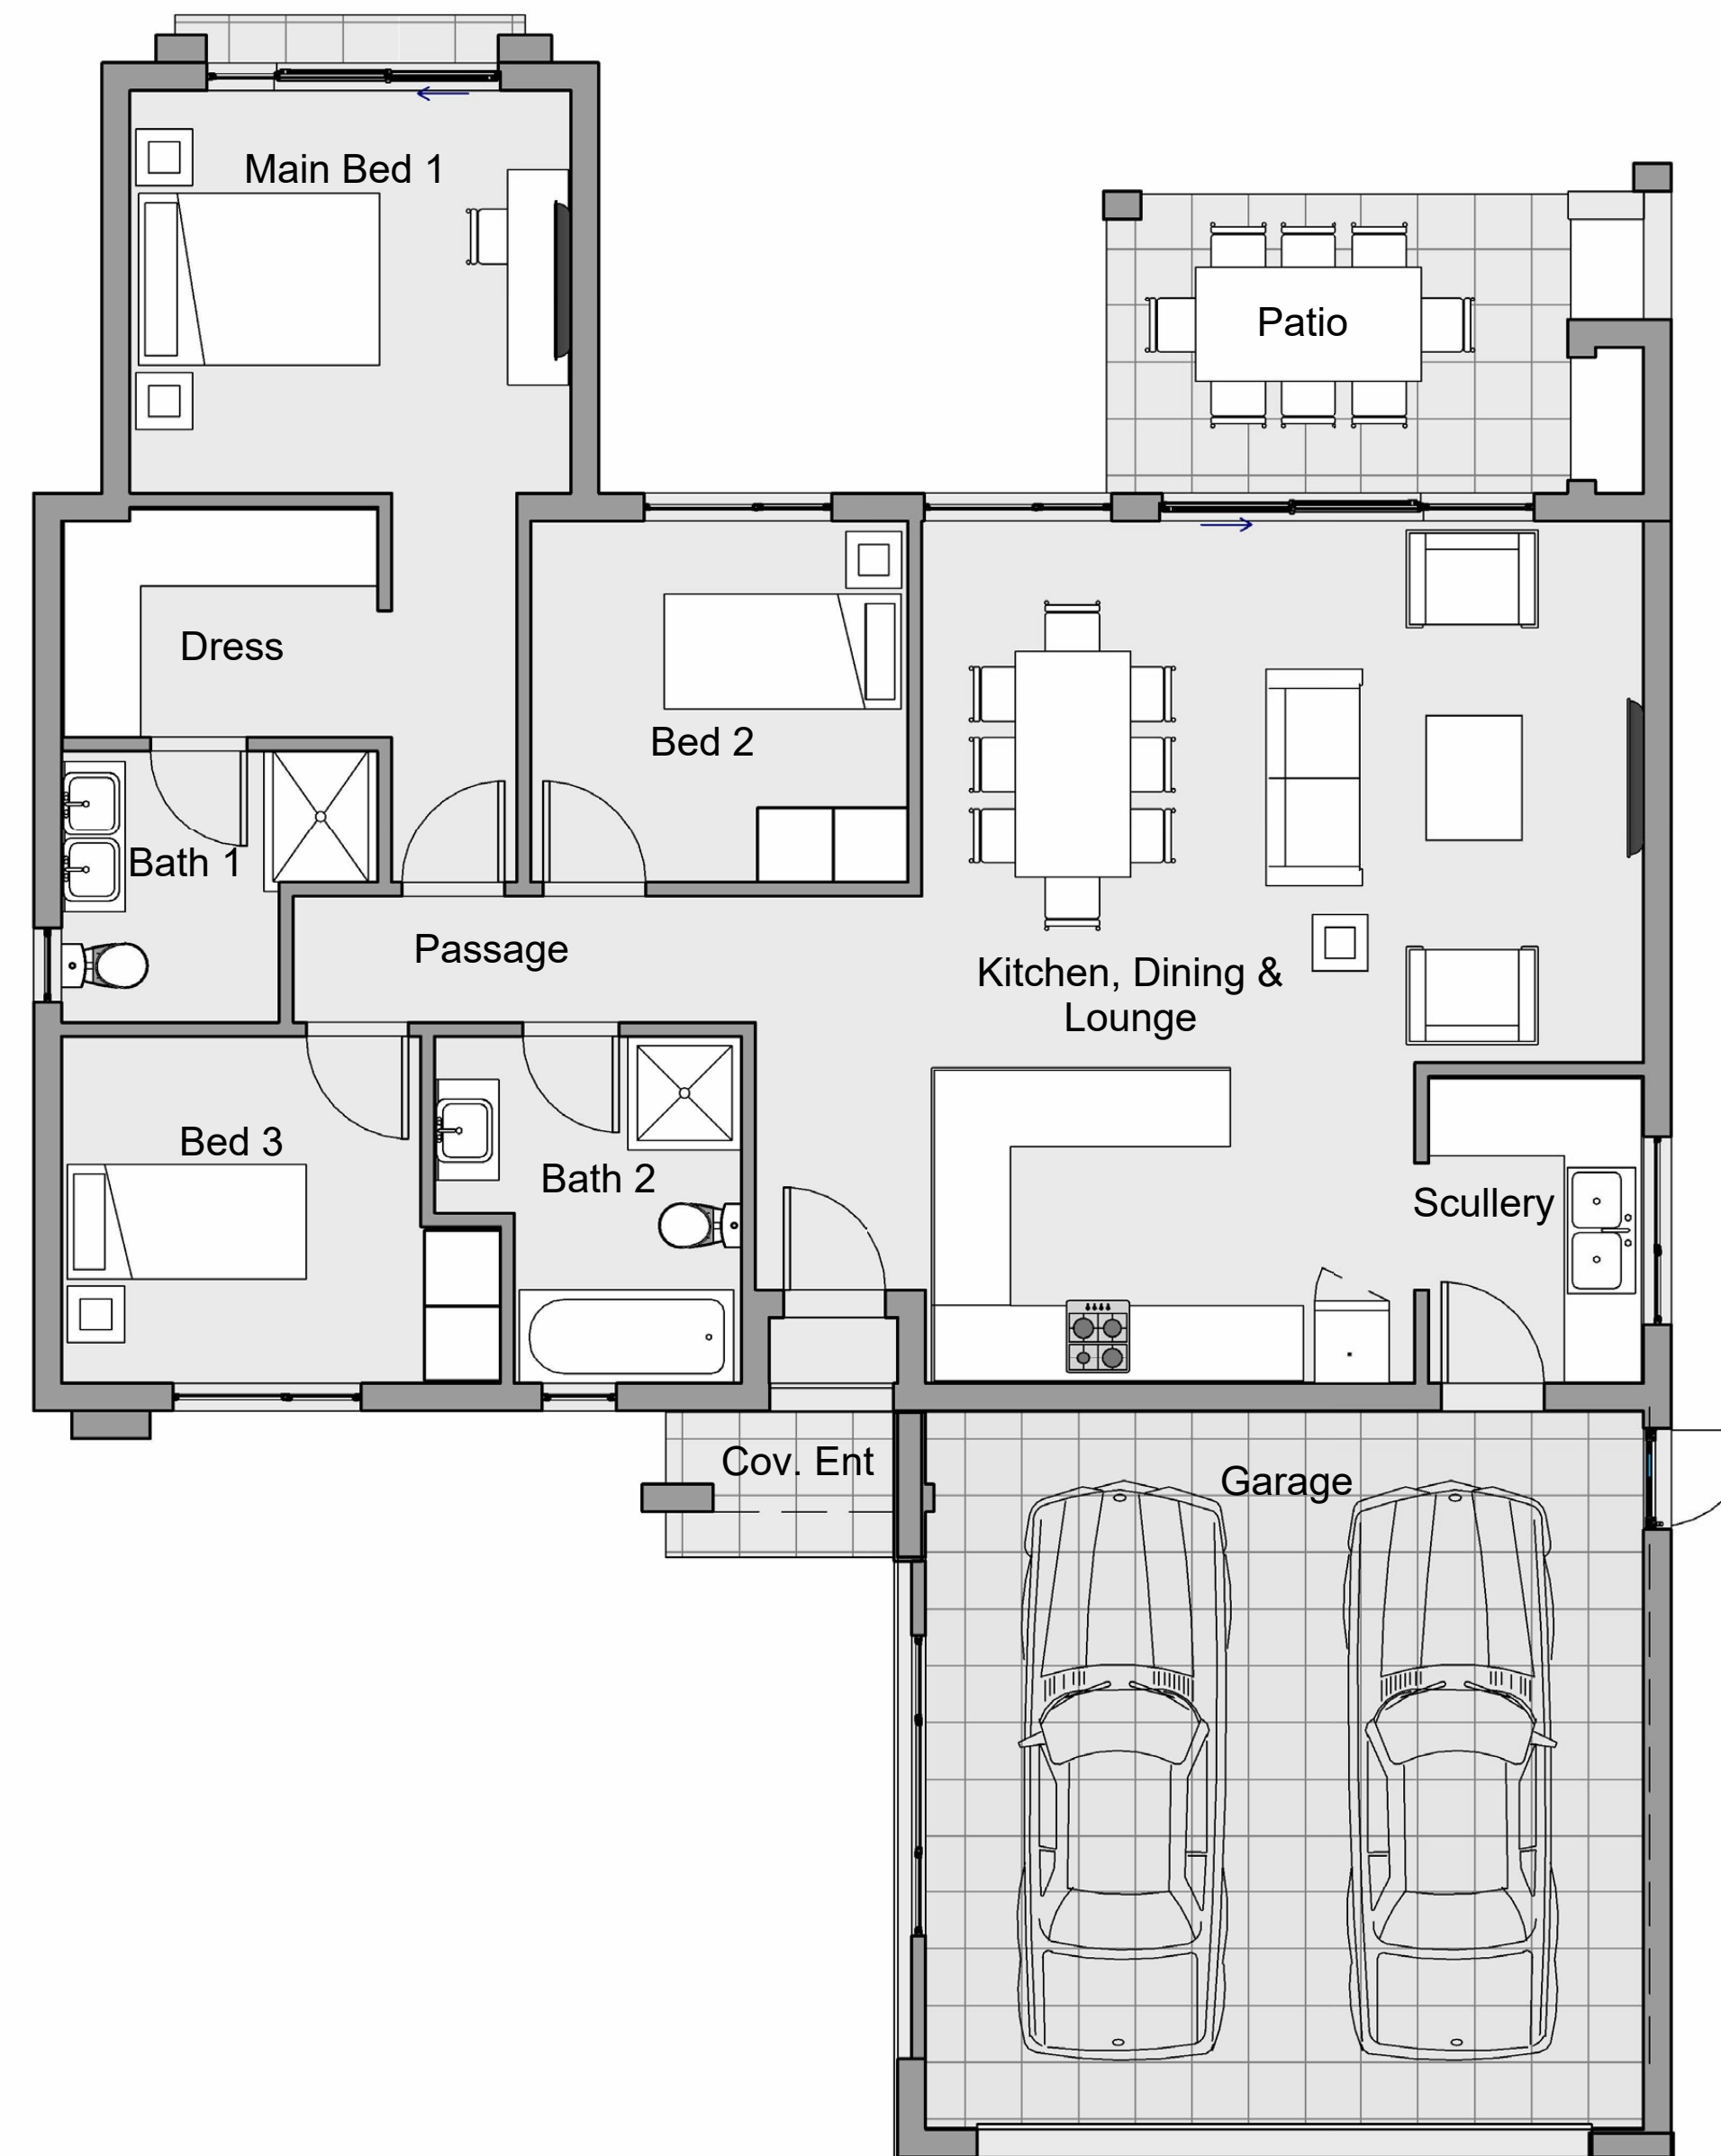 Main Bed 1
Patio
Dress
Bed 2
Bath 1
Passage
Kitchen, Dining &
Lounge
Bed 3
Bath 2
Scullery
Cov. Ent
Garage